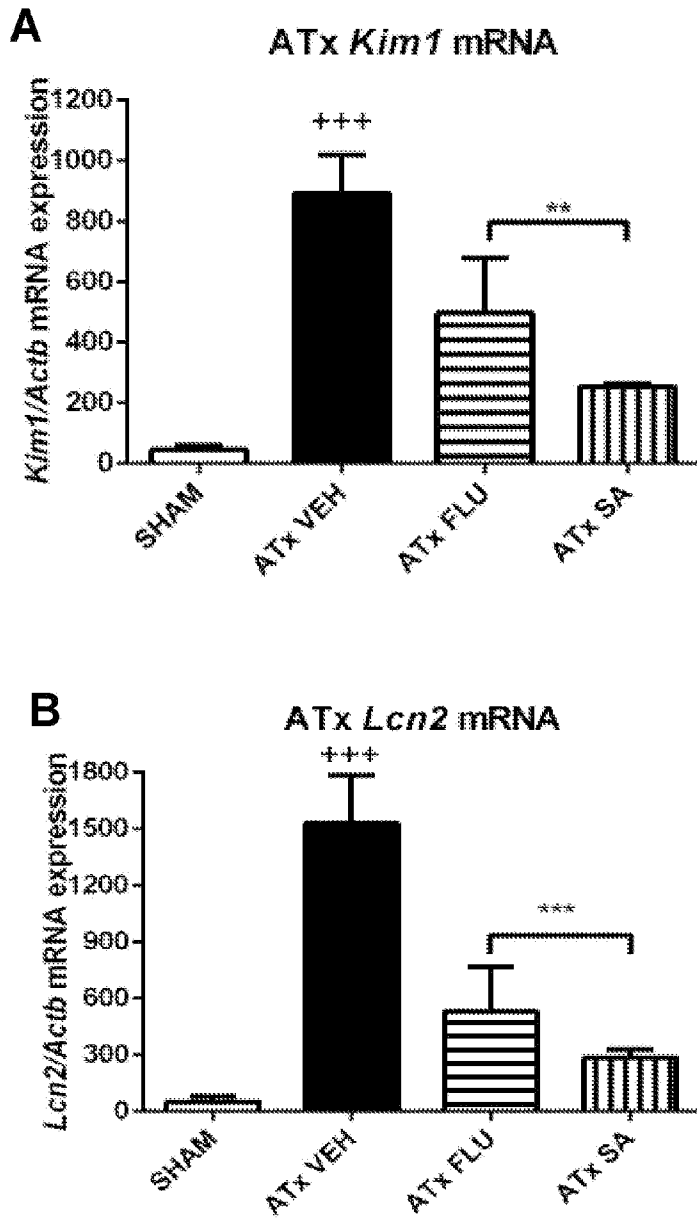 A
ATx Kim1 mRNA
Kim1/Actb mRNA expression
1200
1000
800
600
400
200
0
+++
**
SHAM
ATx VEH
ATx FLU
ATx SA
B
ATx Lcn2 mRNA
Lcn2/Actb mRNA expression
1800
1500
1200
900
600
300
0
+++
***
SHAM
ATx VEH
ATx FLU
ATx SA